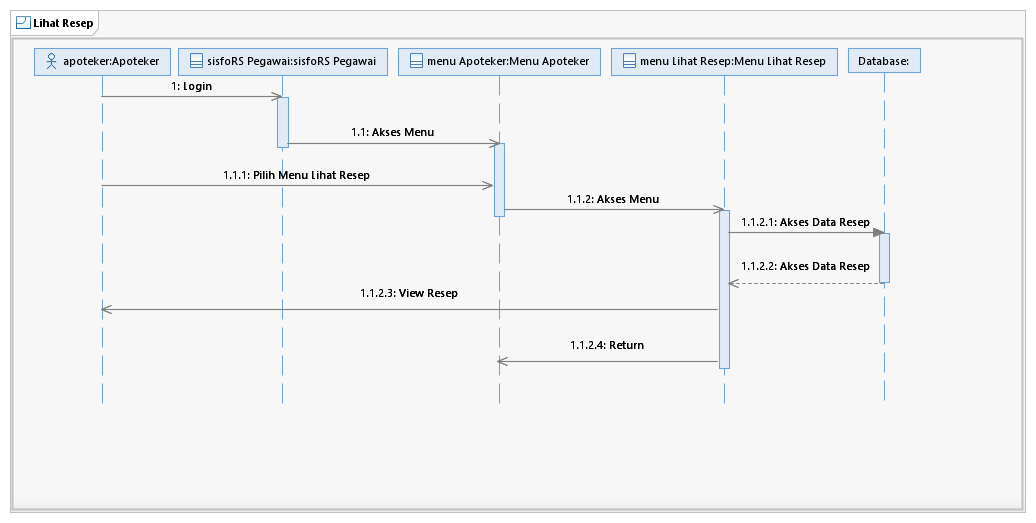 Lihat Resep
apoteker:Apoteker
sisfoRS Pegawai:sisfoRS Pegawai
menu Apoteker:Menu Apoteker
menu Lihat Resep:Menu Lihat Resep
Database:
1: Login
1.1: Akses Menu
1.1.1: Pilih Menu Lihat Resep
1.1.2: Akses Menu
1.1.2.1: Akses Data Resep
1.1.2.2: Akses Data Resep
1.1.2.3: View Resep
1.1.2.4: Return